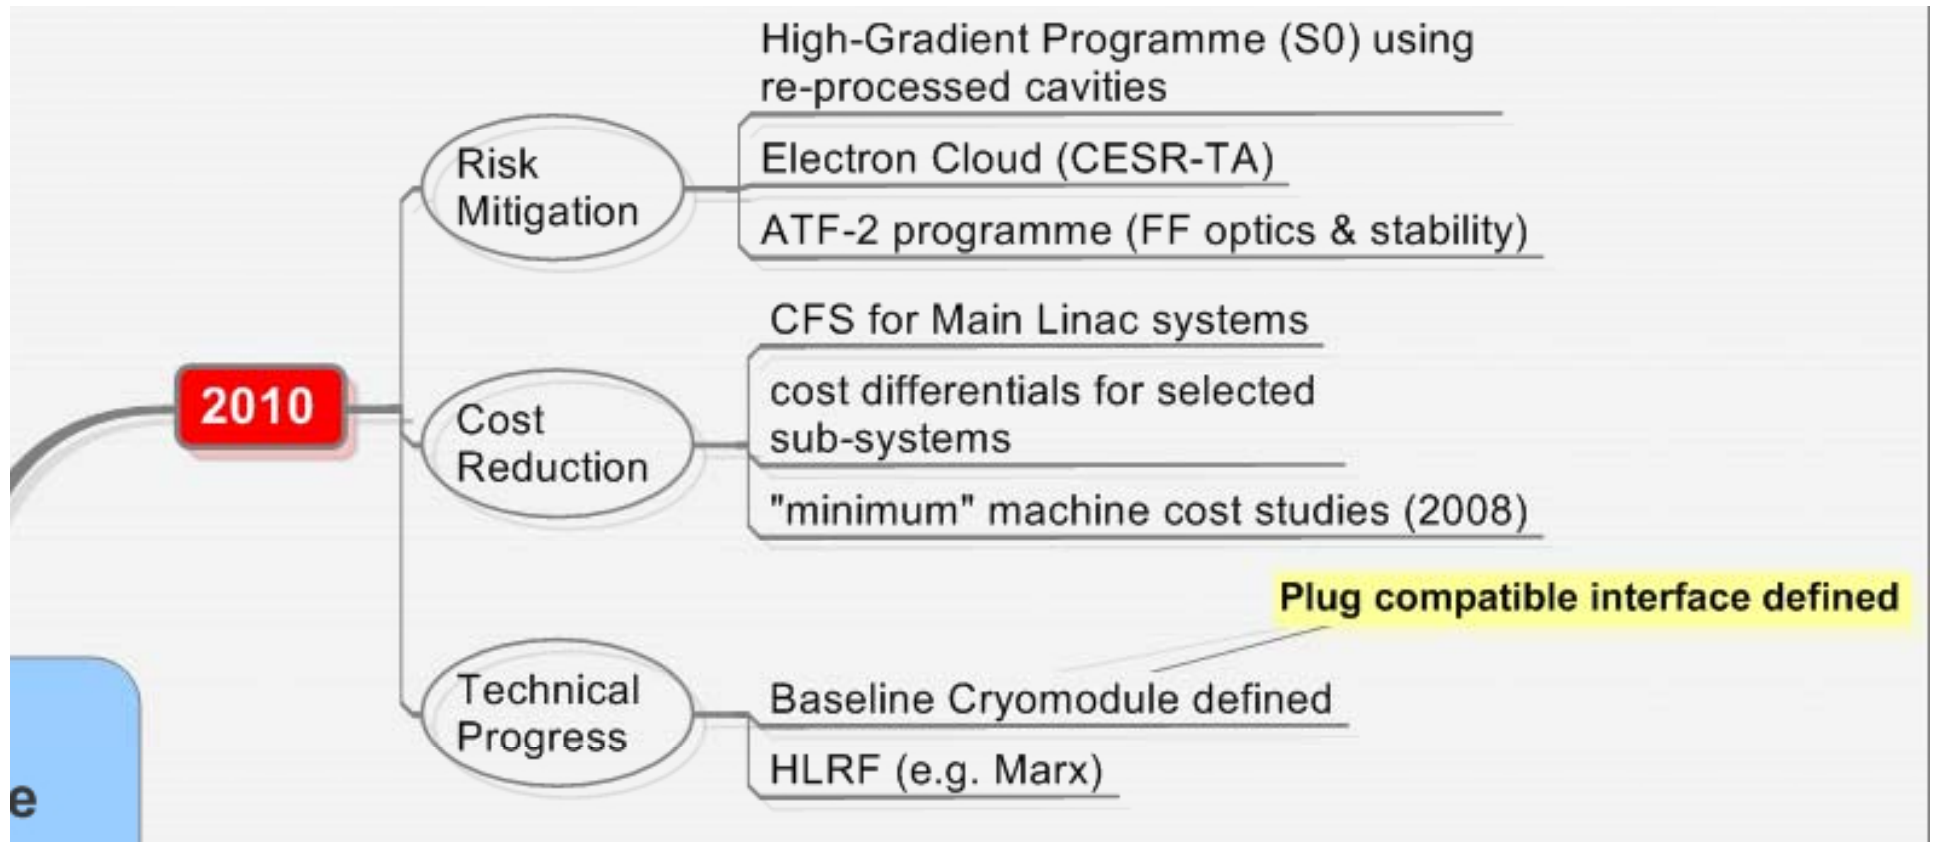 High-Gradient Programme (S0) using
re-processed cavities
Risk
Mitigation
Electron Cloud (CESR-TA)
ATF-2 programme (FF optics & stability)
2010
CFS for Main Linac systems
Cost
Reduction
cost differentials for selected
sub-systems
"minimum" machine cost studies (2008)
Plug compatible interface defined
Technical
Progress
Baseline Cryomodule defined
HLRF (e.g. Marx)
e